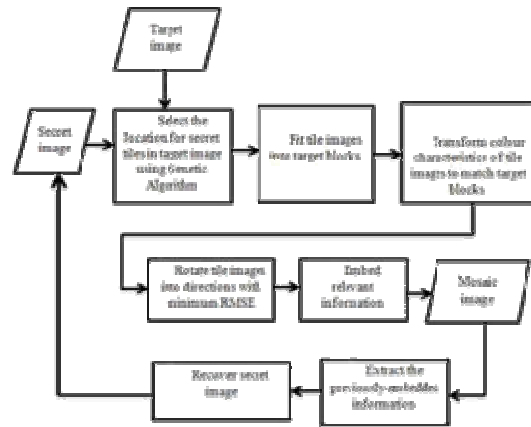 Target
image
Secret
image
Select the
location for secret
tiles in target image
using Genetic
Algorithm
Fit tile images
into target blocks
Transform colour
characteristics of tile
images to match target
blocks
Rotate tile images
into directions with
minimum RMSE
Embed
relevant
information
Mosaic
image
Extract the
previously-embedded
information
Recover secret
image